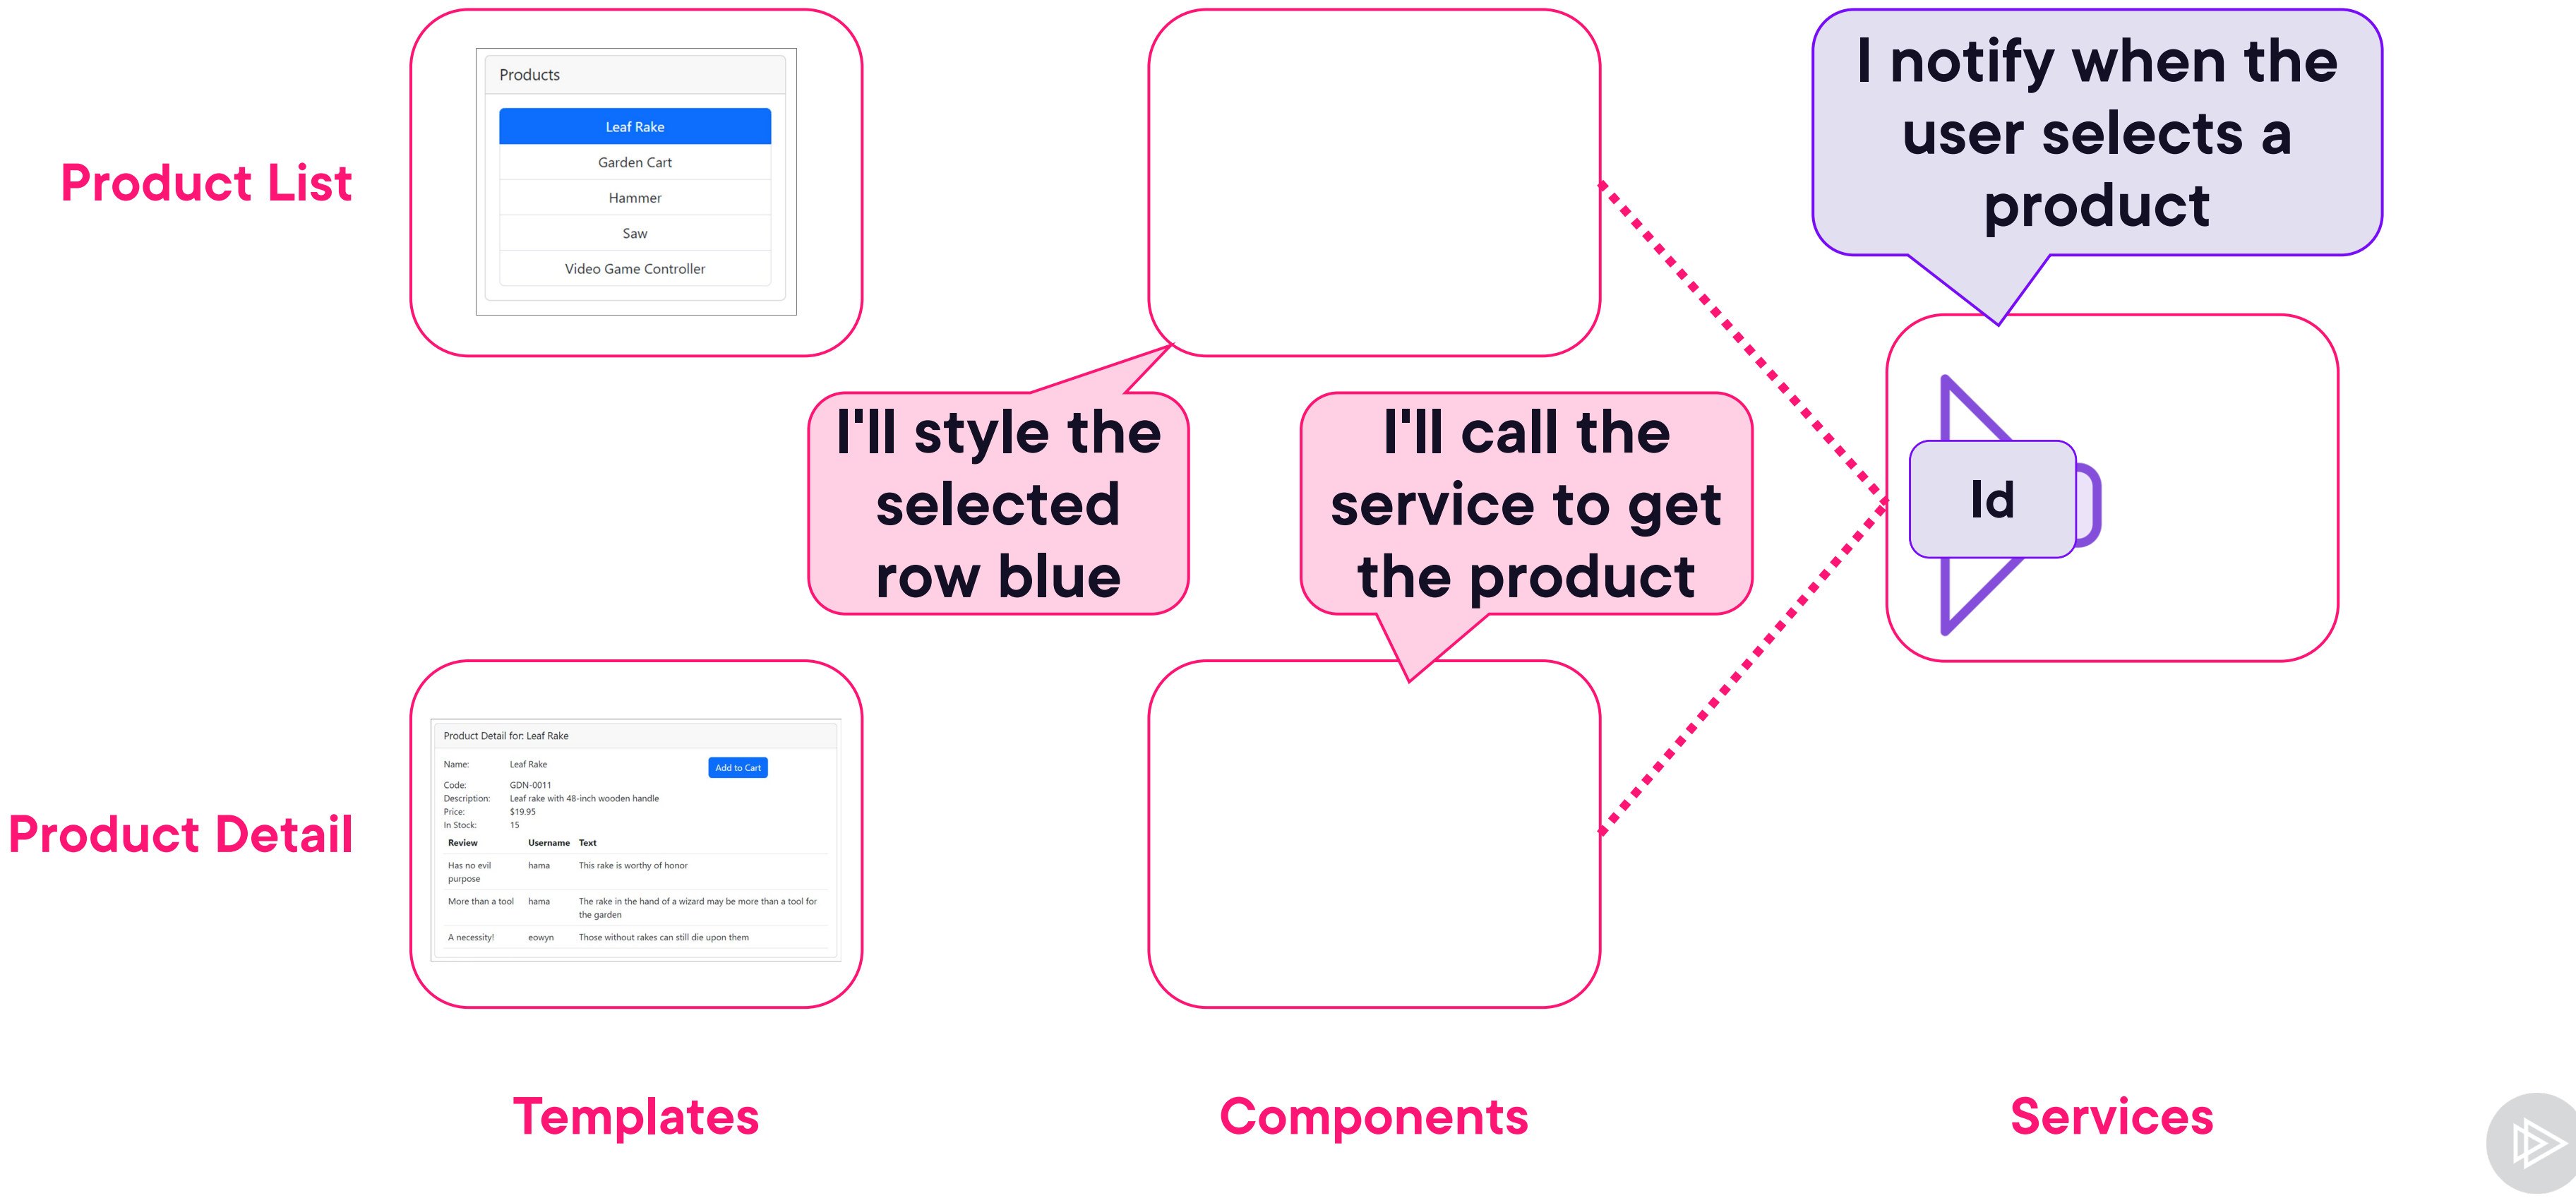 Product List
Products
Leaf Rake
Garden Cart
Hammer
Saw
Video Game Controller
I notify when the
user selects a
product
I'll style the
selected
row blue
I'll call the
service to get
the product
Id
Product Detail
Product Detail for: Leaf Rake
Name: Leaf Rake
Add to Cart
Code: GDN-0011
Description: Leaf rake with 48-inch wooden handle
Price: $19.95
In Stock: 15
Review Username Text
Has no evil purpose hama This rake is worthy of honor
More than a tool hama The rake in the hand of a wizard may be more than a tool for the garden
A necessity! eowyn Those without rakes can still die upon them
Templates
Components
Services